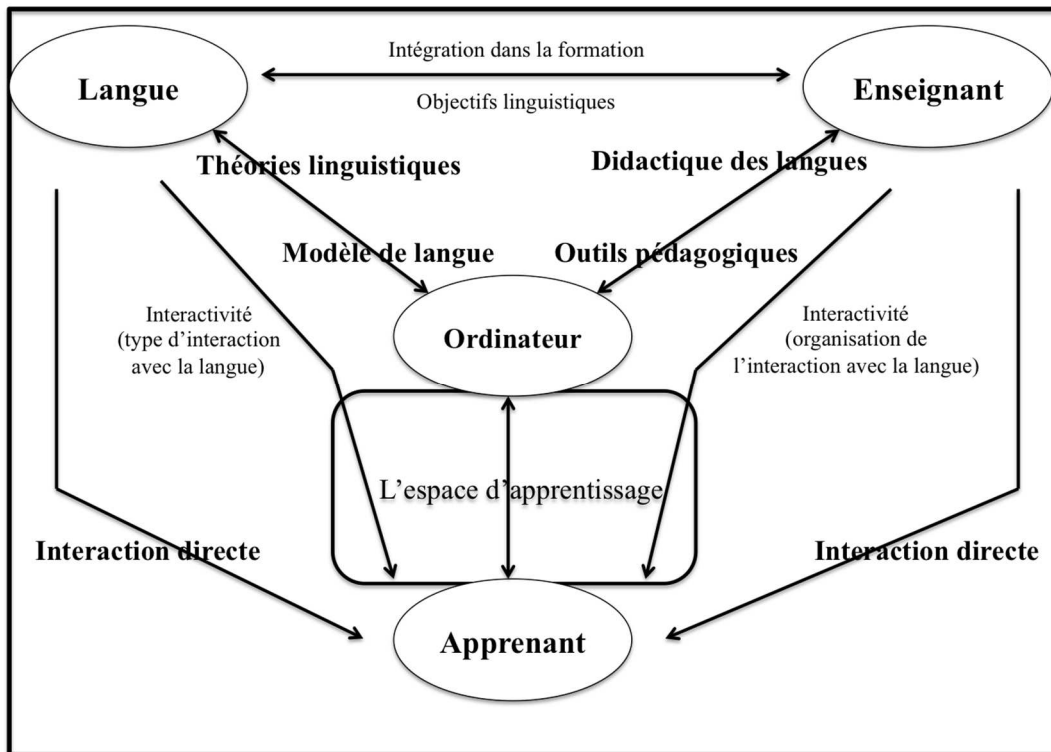 Intégration dans la formation
Langue
Enseignant
Objectifs linguistiques
Théories linguistiques
Didactique des langues
Modèle de langue
Outils pédagogiques
Interactivité
(type d’interaction
avec la langue)
Ordinateur
Interactivité
(organisation de
l’interaction avec la langue)
L’espace d’apprentissage
Interaction directe
Interaction directe
Apprenant